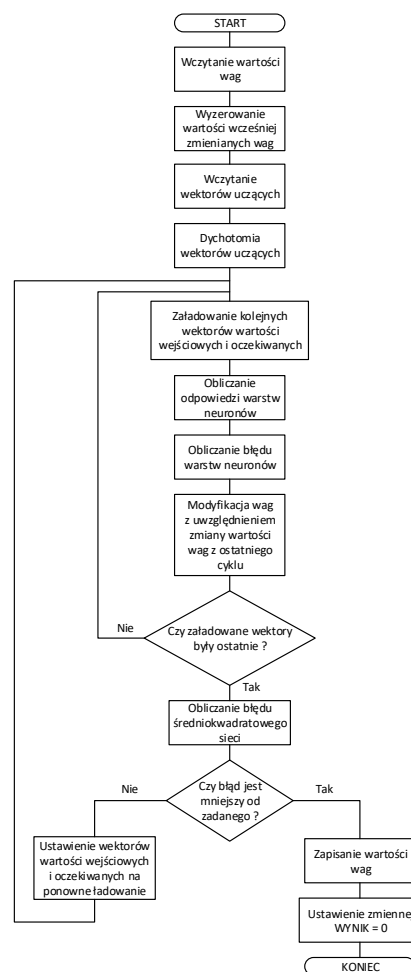 START
Wczytanie wartości
wag
Wyzerowanie
wartości wcześniej
zmienianych wag
Wczytanie
wektorów uczących
Dychotomia
wektorów uczących
Załadowanie kolejnych
wektorów wartości
wejściowych i oczekiwanych
Obliczanie
odpowiedzi warstw
neuronów
Obliczanie błędu
warstw neuronów
Modyfikacja wag
z uwzględnieniem
zmiany wartości
wag z ostatniego
cyklu
Nie
Czy załadowane wektory
były ostatnie ?
Tak
Obliczanie błędu
średniokwadratowego
sieci
Nie
Czy błąd jest
mniejszy od
zadanego ?
Tak
Ustawienie wektorów
wartości wejściowych
i oczekiwanych na
ponowne ładowanie
Zapisanie wartości
wag
Ustawienie zmiennej
WYNIK = 0
KONIEC